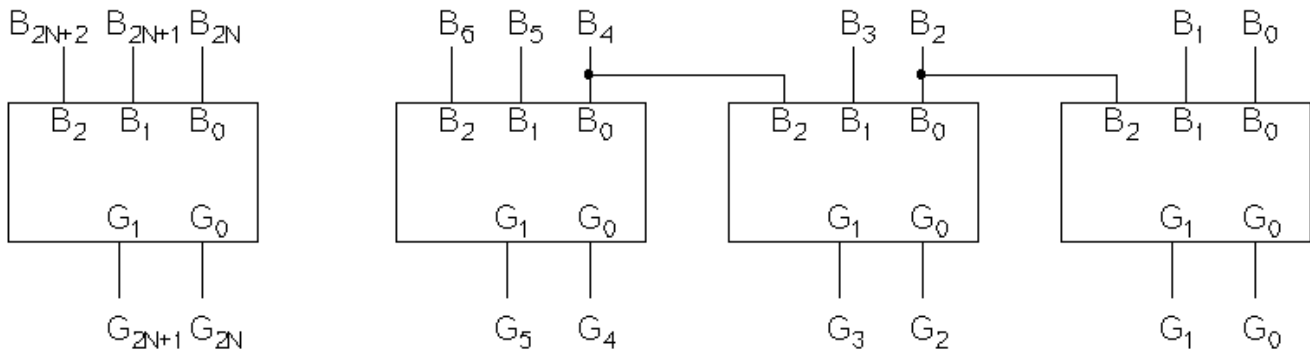 B2N+2 B2N+1 B2N B6 B5 B4 B3 B2 B1 B0
B2 B1 B0 B2 B1 B0 B2 B1 B0 B2 B1 B0
G1 G0 G1 G0 G1 G0 G1 G0
G2N+1 G2N G5 G4 G3 G2 G1 G0